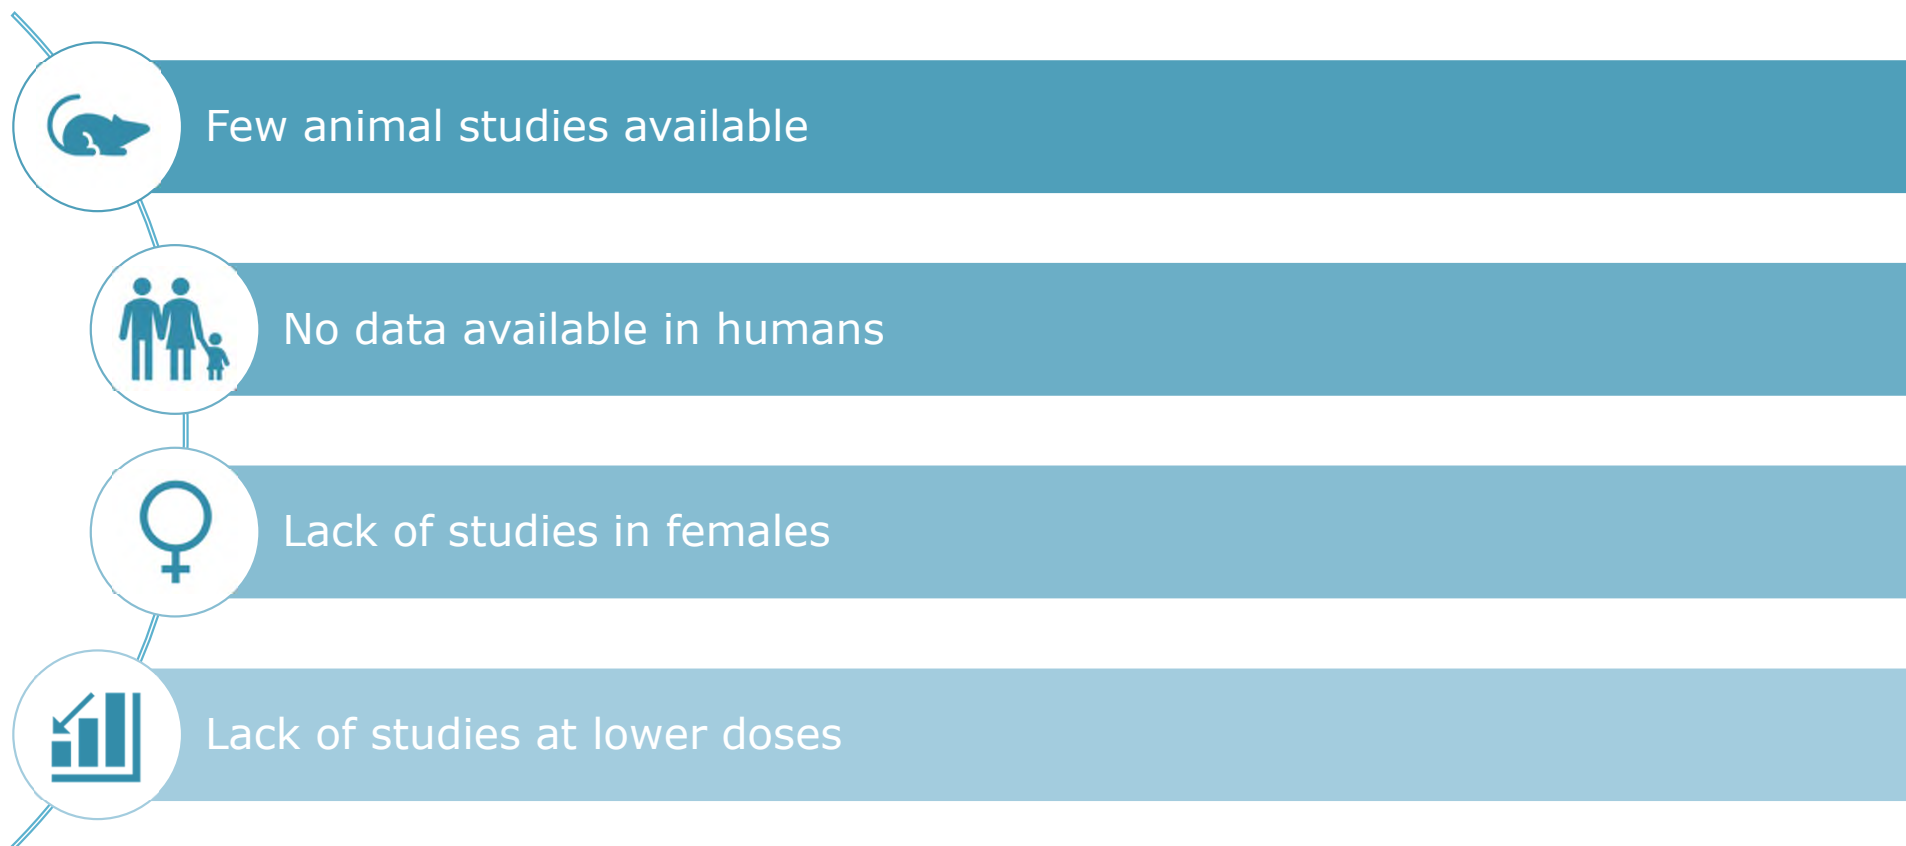 Few animal studies available
No data available in humans
Lack of studies in females
Lack of studies at lower doses